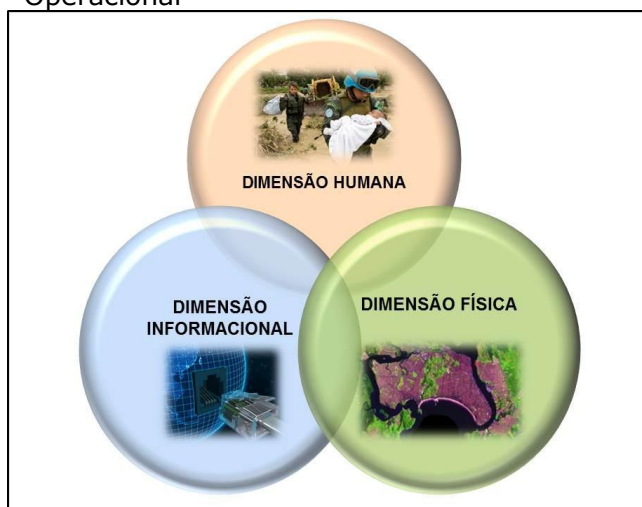 Operacional
DIMENSÃO HUMANA
DIMENSÃO
INFORMACIONAL
DIMENSÃO FÍSICA